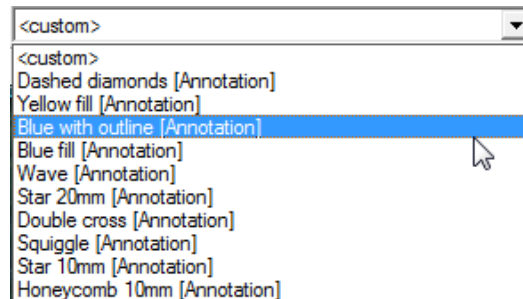 <custom>
<custom>
Dashed diamonds [Annotation]
Yellow fill [Annotation]
Blue with outline [Annotation]
Blue fill [Annotation]
Wave [Annotation]
Star 20mm [Annotation]
Double cross [Annotation]
Squiggle [Annotation]
Star 10mm [Annotation]
Honeycomb 10mm [Annotation]